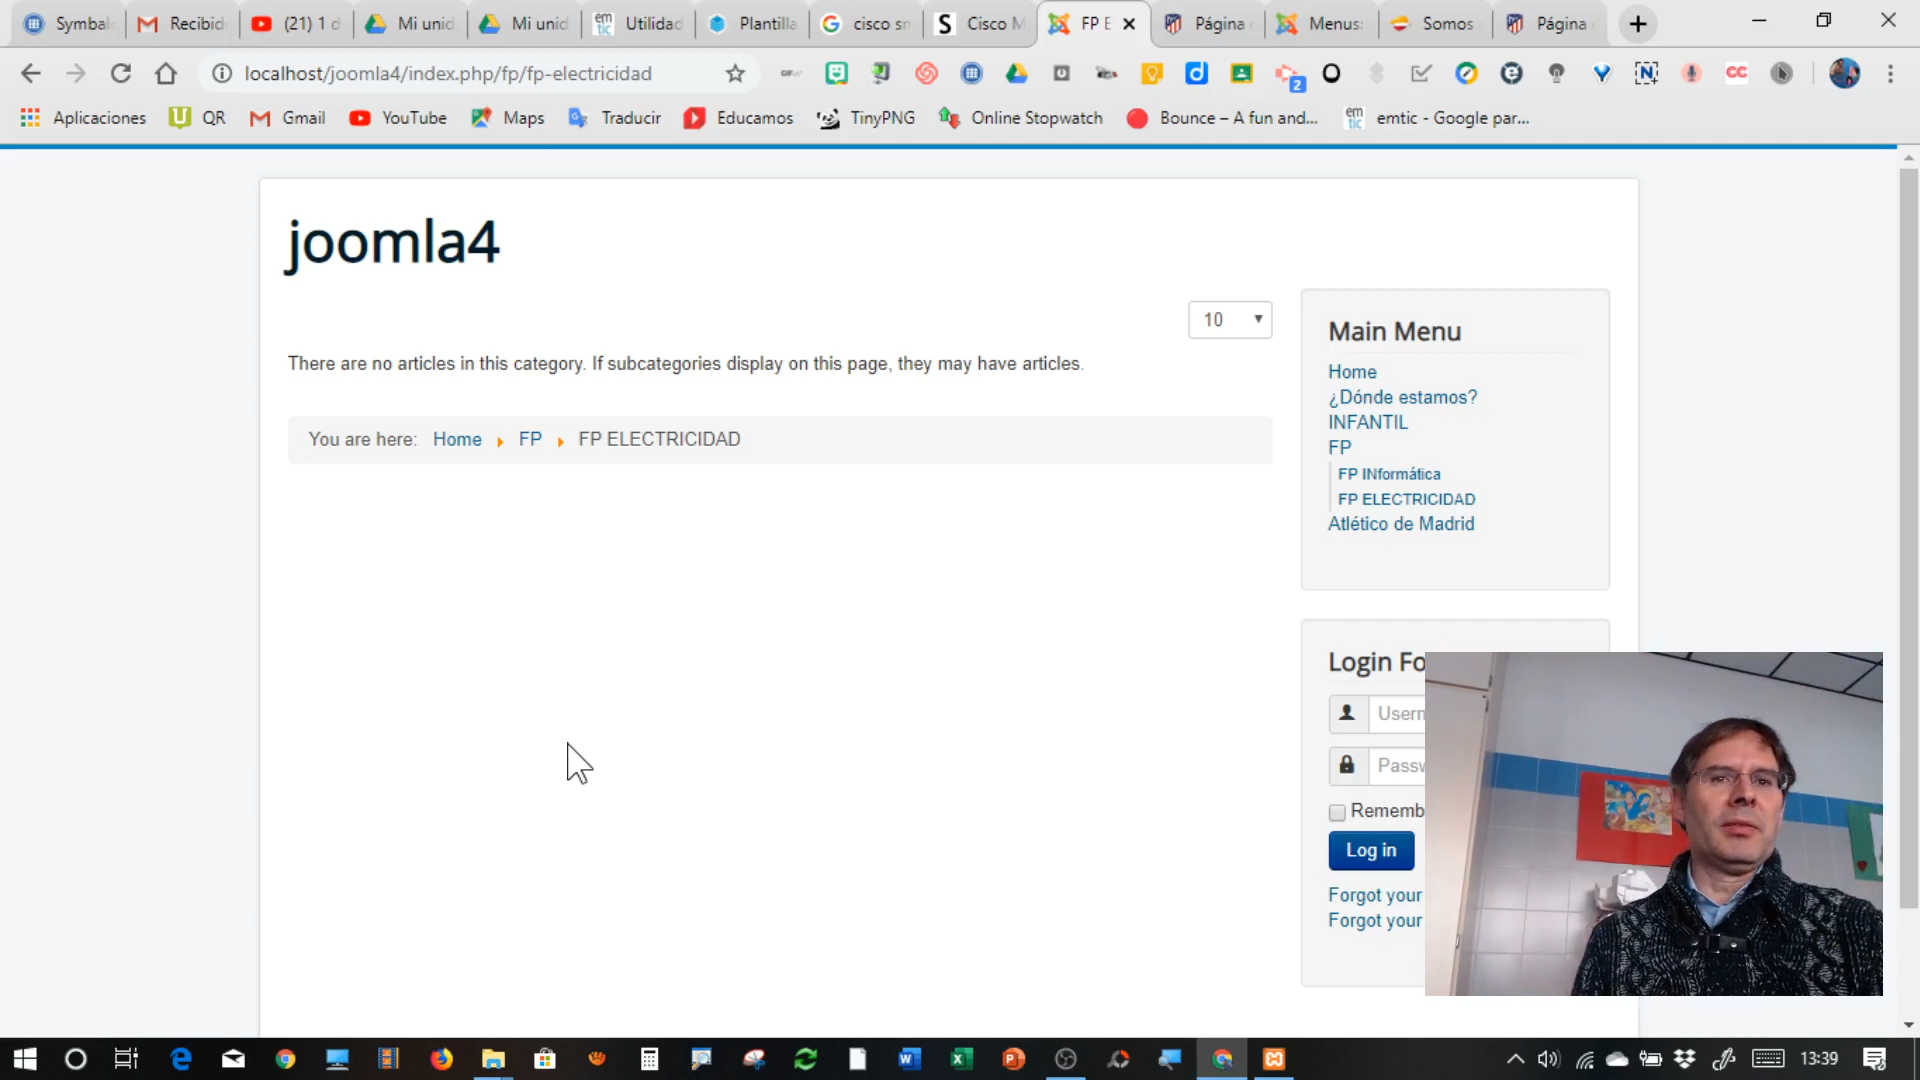 Symbal
Recibid
(21) 1 d
Mi unid
Mi unid
Utilidad
Plantilla
cisco sn
Cisco M
FP E
Página
Menus:
Somos
Página
localhost/joomla4/index.php/fp/fp-electricidad
Aplicaciones
QR
Gmail
YouTube
Maps
Traducir
Educamos
TinyPNG
Online Stopwatch
Bounce – A fun and...
emtic - Google par...
joomla4
10
There are no articles in this category. If subcategories display on this page, they may have articles.
You are here: Home FP FP ELECTRICIDAD
Main Menu
Home
¿Dónde estamos?
INFANTIL
FP
FP INformática
FP ELECTRICIDAD
Atlético de Madrid
Login Fo
Usern
Passw
Rememb
Log in
Forgot your
Forgot your
13:39